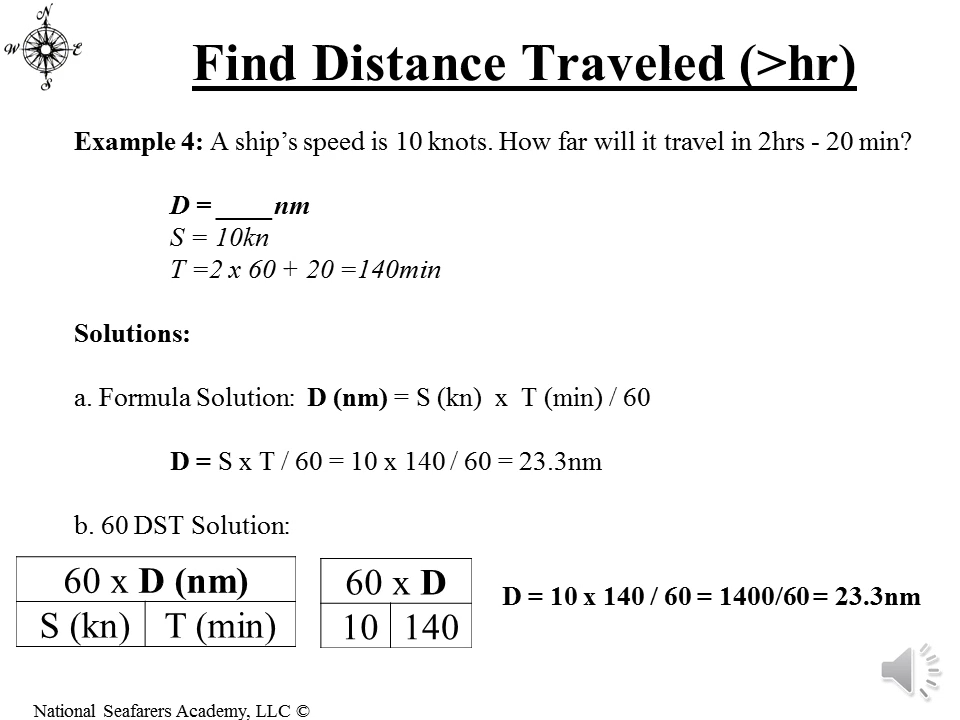 N
W E
S
Find Distance Traveled (>hr)
Example 4: A ship’s speed is 10 knots. How far will it travel in 2hrs - 20 min?
D = ____nm
S = 10kn
T =2 x 60 + 20 =140min
Solutions:
a. Formula Solution: D (nm) = S (kn) x T (min) / 60
D = S x T / 60 = 10 x 140 / 60 = 23.3nm
b. 60 DST Solution:
60 x D (nm)
S (kn) T (min)
60 x D
10 140
D = 10 x 140 / 60 = 1400/60 = 23.3nm
National Seafarers Academy, LLC ©